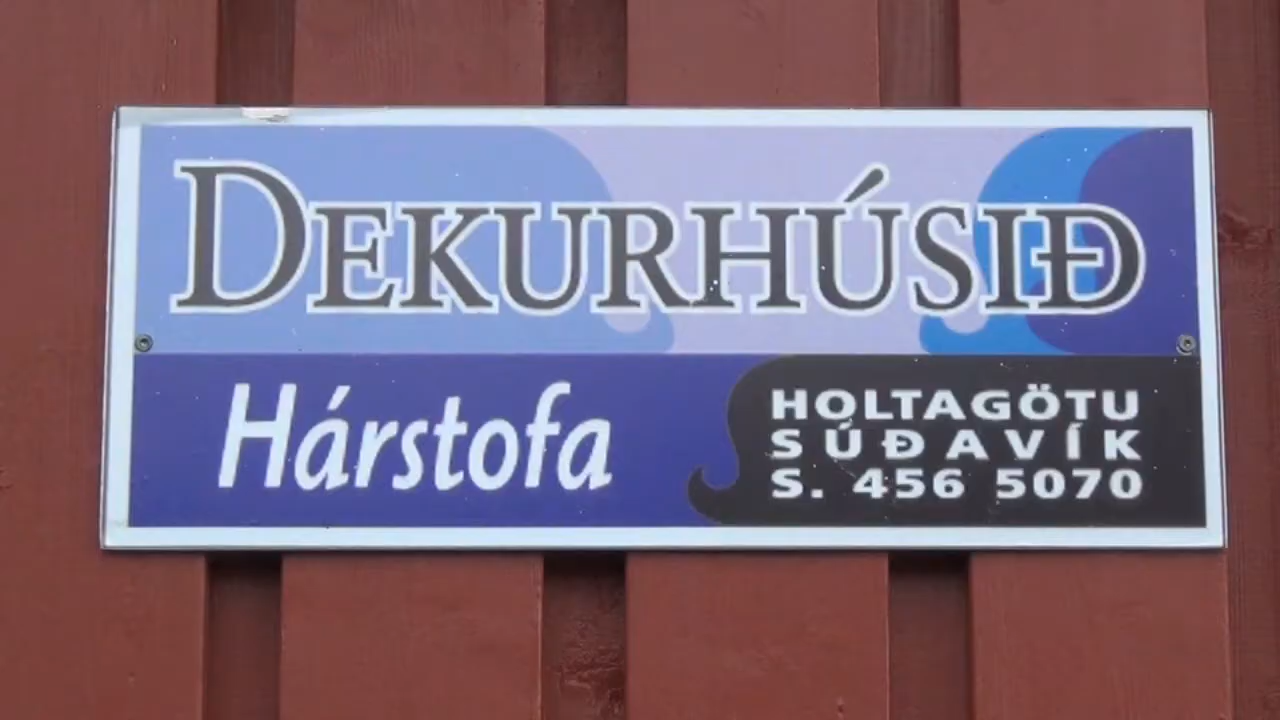 DEKURHÚSIÐ
Hárstofa
HOLTAGÖTU
SÚÐAVÍK
S. 456 5070